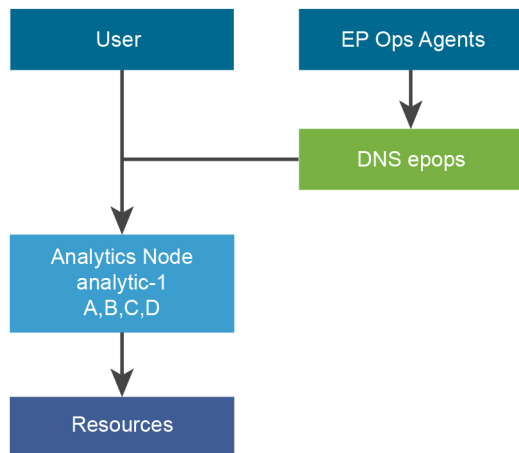 User
EP Ops Agents
DNS epops
Analytics Node
analytic-1
A,B,C,D
Resources